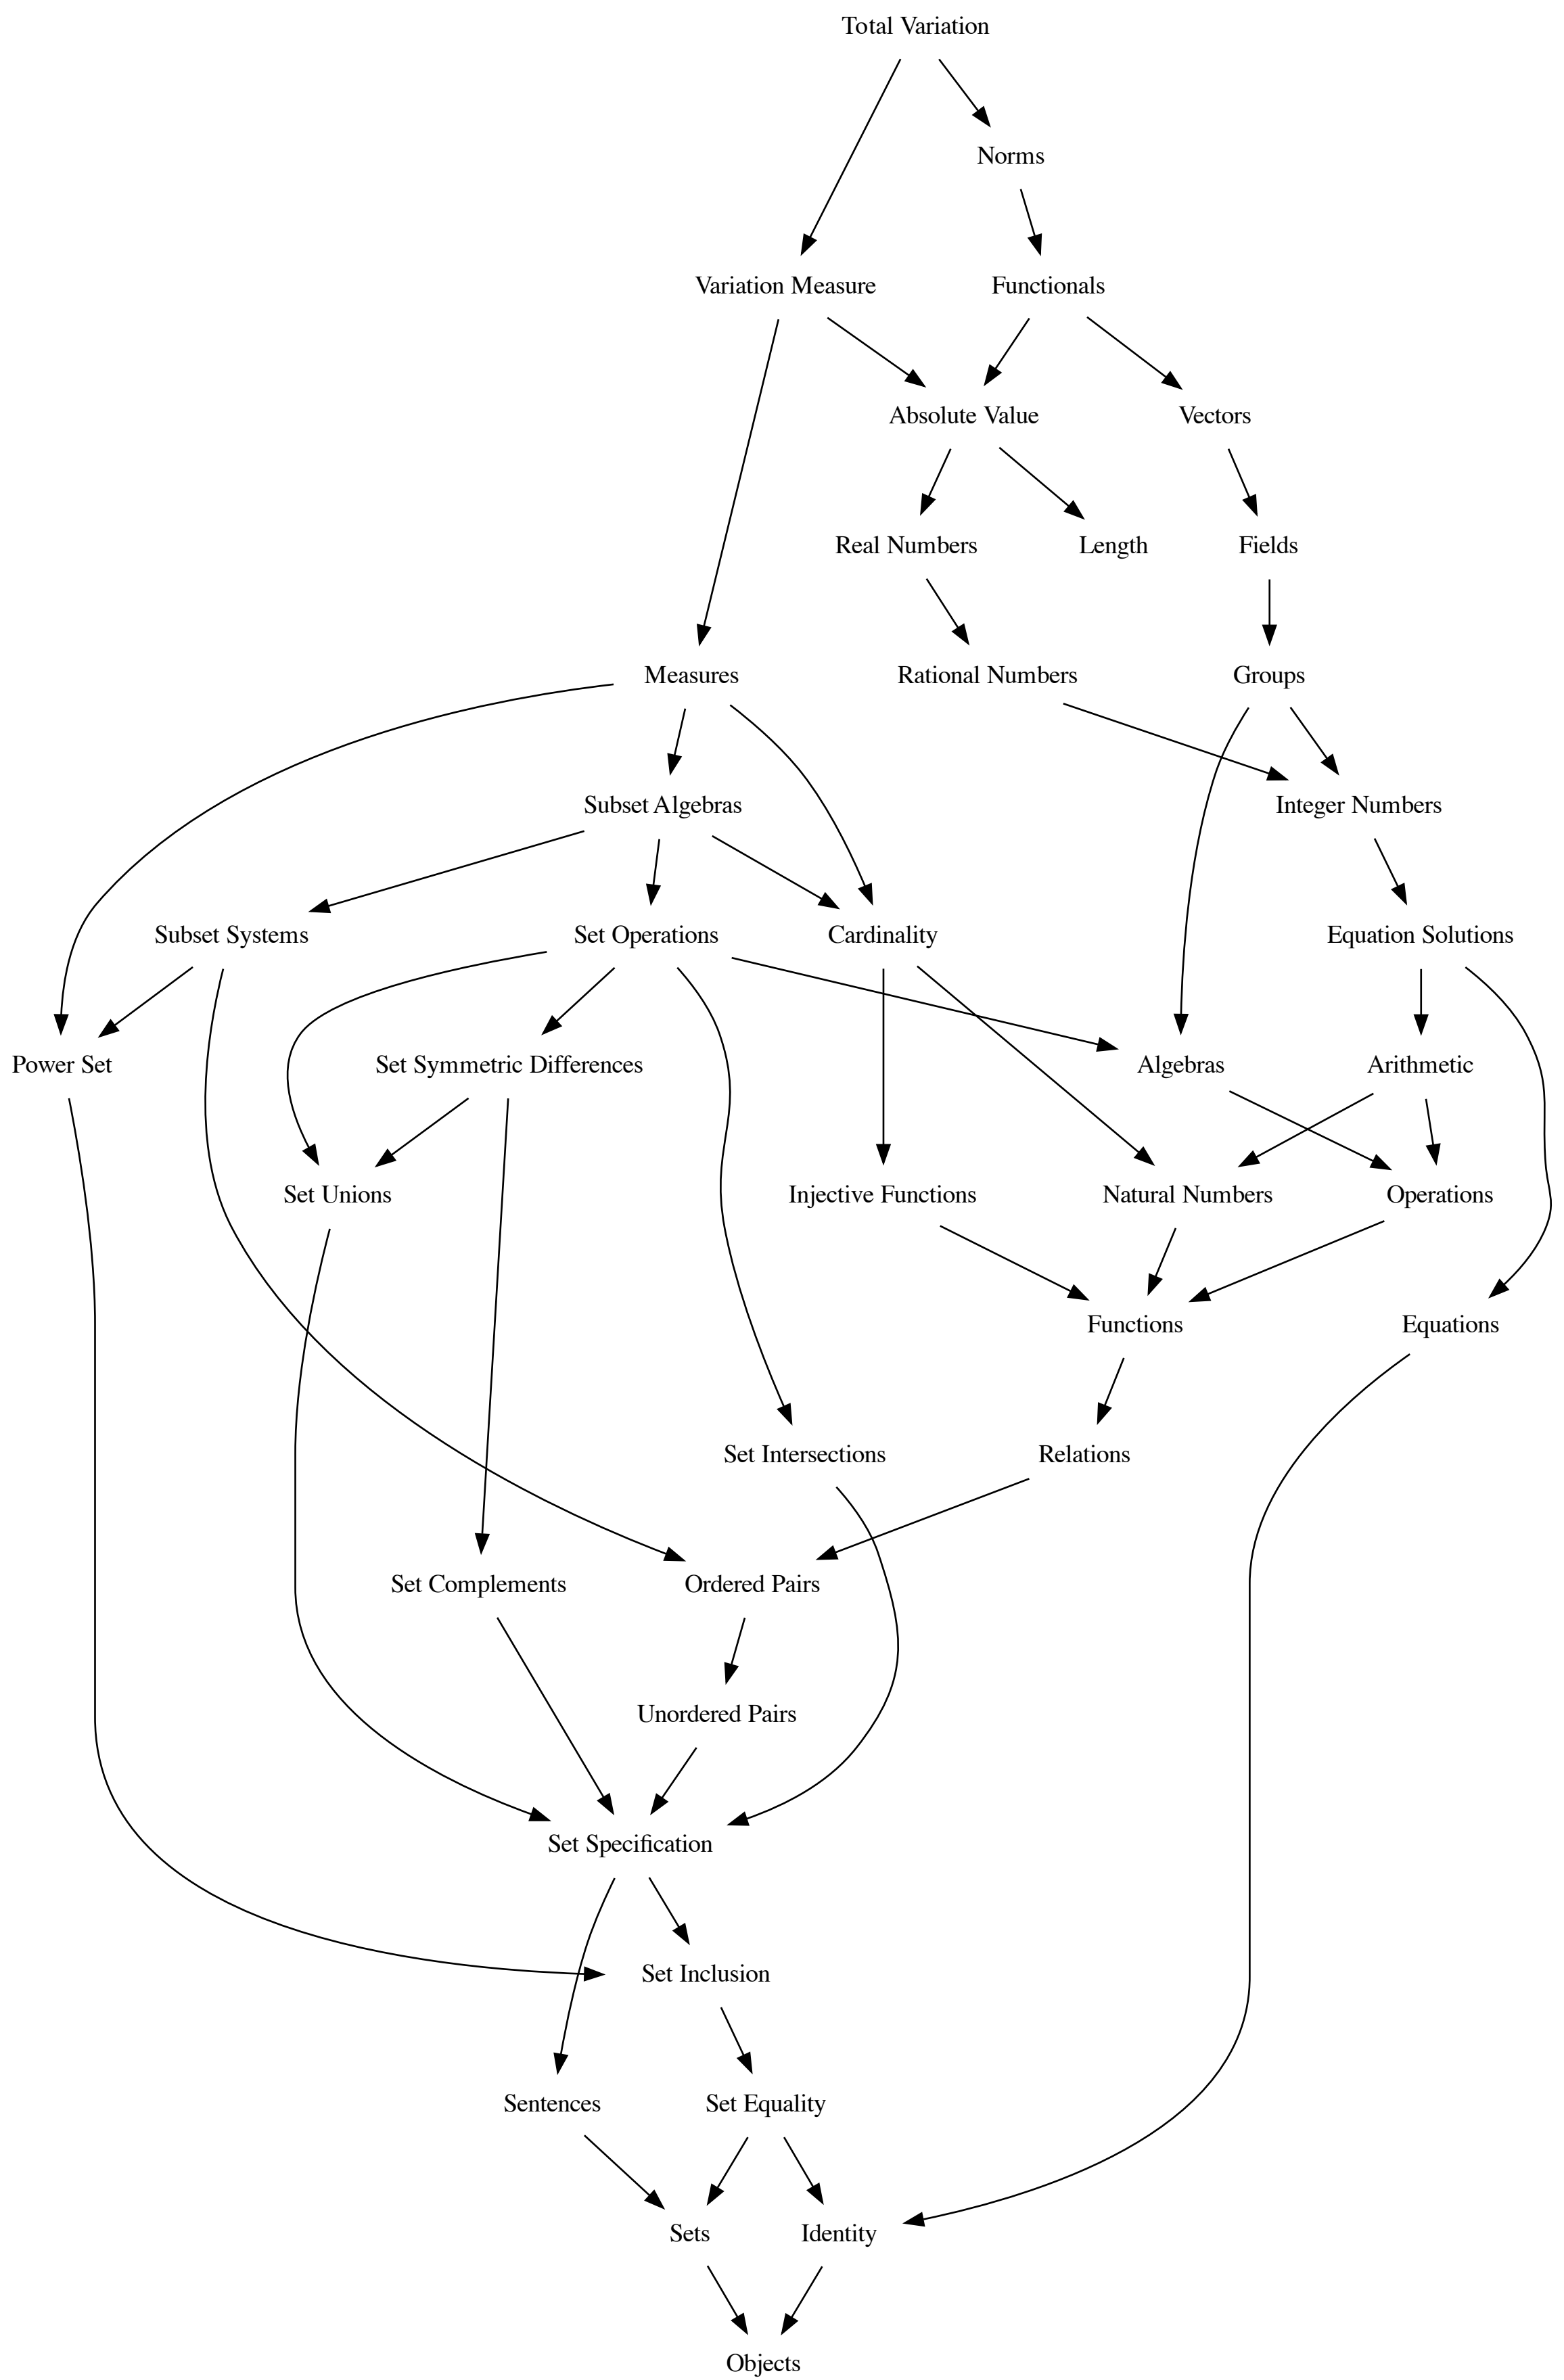 Total Variation
Norms
Variation Measure
Functionals
Absolute Value
Vectors
Real Numbers
Length
Fields
Measures
Rational Numbers
Groups
Subset Algebras
Integer Numbers
Subset Systems
Set Operations
Cardinality
Equation Solutions
Power Set
Set Symmetric Differences
Algebras
Arithmetic
Set Unions
Injective Functions
Natural Numbers
Operations
Functions
Equations
Set Intersections
Relations
Set Complements
Ordered Pairs
Unordered Pairs
Set Specification
Set Inclusion
Sentences
Set Equality
Sets
Identity
Objects